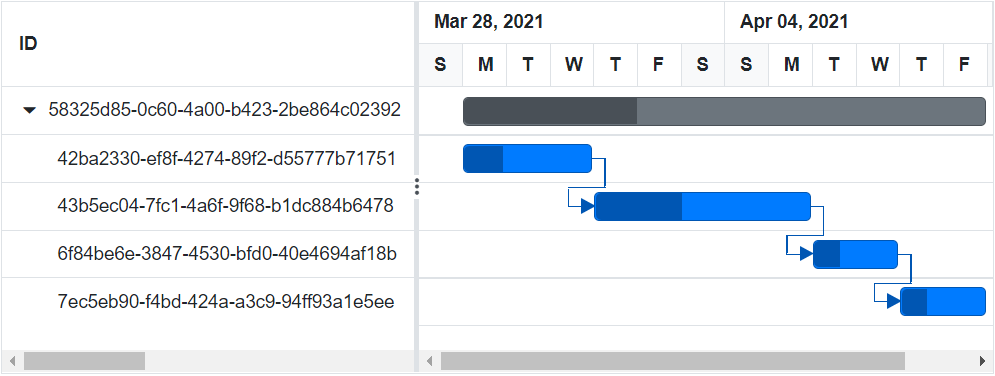 ID
Mar 28, 2021 Apr 04, 2021
S M T W T F S S M T W T F
58325d85-0c60-4a00-b423-2be864c02392
42ba2330-ef8f-4274-89f2-d55777b71751
43b5ec04-7fc1-4a6f-9f68-b1dc884b6478
6f84be6e-3847-4530-bfd0-40e4694af18b
7ec5eb90-f4bd-424a-a3c9-94ff93a1e5ee